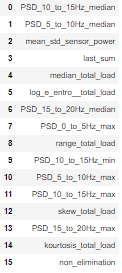 0 PSD_10_to_15Hz_median
1 PSD_5_to_10Hz_median
2 mean_std_sensor_power
3 last_sum
4 median_total_load
5 log_e_entro__total_load
6 PSD_15_to_20Hz_median
7 PSD_0_to_5Hz_max
8 range_total_load
9 PSD_10_to_15Hz_min
10 PSD_5_to_10Hz_max
11 PSD_10_to_15Hz_max
12 skew_total_load
13 PSD_15_to_20Hz_max
14 kourtosis_total_load
15 non_elimination